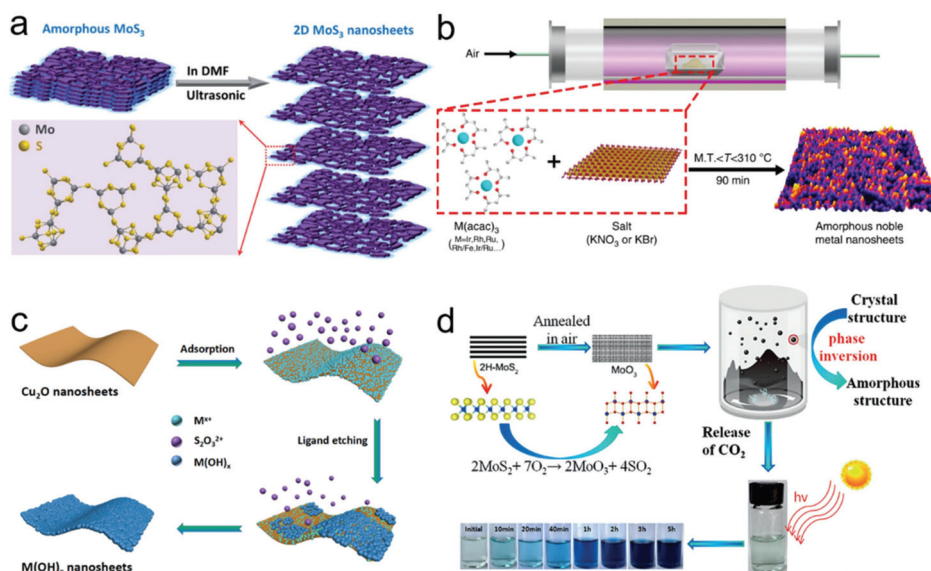 a
Amorphous MoS₃
2D MoS₃ nanosheets
In DMF
Ultrasonic
Mo
S
b
Air
M(acac)₃
(M=Ir,Rh,Ru,
Rh/Fe,Ir/Ru...)
+
Salt
(KNO₃ or KBr)
M.T.<T<310 °C
90 min
Amorphous noble
metal nanosheets
c
Cu₂O nanosheets
Adsorption
Mˣ⁺
S₂O₃²⁺
M(OH)ₓ
Ligand etching
M(OH)ₓ nanosheets
d
2H-MoS₂
Annealed
in air
MoO₃
2MoS₂+ 7O₂→ 2MoO₃+ 4SO₂
Crystal
structure
phase
inversion
Amorphous
structure
Release
of CO₂
hv
Initial 10min 20min 40min 1h 2h 3h 5h